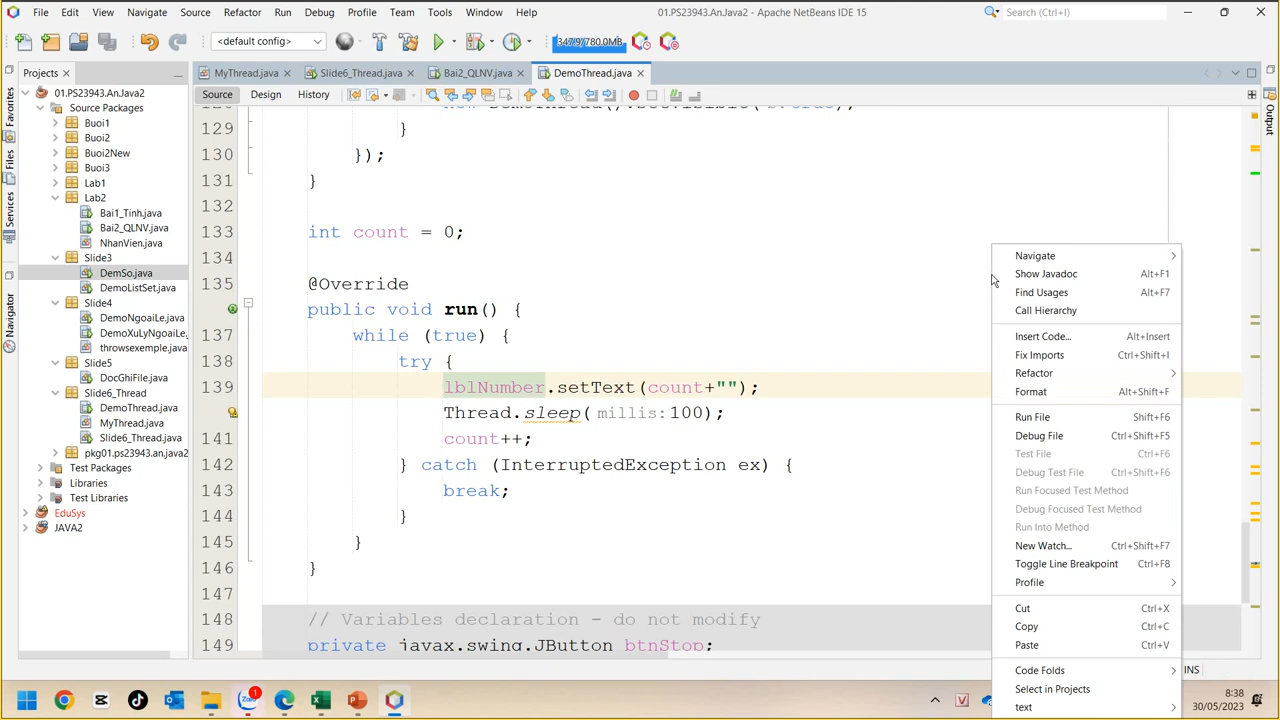 File Edit View Navigate Source Refactor Run Debug Profile Team Tools Window Help
01.PS23943.AnJava2 - Apache NetBeans IDE 15
Search (Ctrl+I)
<default config>
347.9/780.0MB
Projects
MyThread.java
Slide6_Thread.java
Bai2_QLNV.java
DemoThread.java
Source Design History
Favorites
Files
Services
Navigator
Output
01.PS23943.AnJava2
Source Packages
Buoi1
Buoi2
Buoi2New
Buoi3
Lab1
Lab2
Bai1_Tinh.java
Bai2_QLNV.java
NhanVien.java
Slide3
DemSo.java
DemoListSet.java
Slide4
DemoNgoaiLe.java
DemoXuLyNgoaiLe.
throwsexemple.java
Slide5
DocGhiFile.java
Slide6_Thread
DemoThread.java
MyThread.java
Slide6_Thread.java
pkg01.ps23943.anjava2
Test Packages
Libraries
Test Libraries
EduSys
JAVA2
129 }
130 });
131 }
132
133 int count = 0;
134
135 @Override
public void run() {
137 while (true) {
138 try {
139 lblNumber.setText(count+"");
Thread.sleep(millis:100);
141 count++;
142 } catch (InterruptedException ex) {
143 break;
144 }
145 }
146 }
147
148 // Variables declaration - do not modify
149 private javax.swing.JButton btnStop;
Navigate
Show Javadoc Alt+F1
Find Usages Alt+F7
Call Hierarchy
Insert Code... Alt+Insert
Fix Imports Ctrl+Shift+I
Refactor
Format Alt+Shift+F
Run File Shift+F6
Debug File Ctrl+Shift+F5
Test File Ctrl+F6
Debug Test File Ctrl+Shift+F6
Run Focused Test Method
Debug Focused Test Method
Run Into Method
New Watch... Ctrl+Shift+F7
Toggle Line Breakpoint Ctrl+F8
Profile
Cut Ctrl+X
Copy Ctrl+C
Paste Ctrl+V
Code Folds
Select in Projects
text
INS
Zalo
1
8:38
30/05/2023